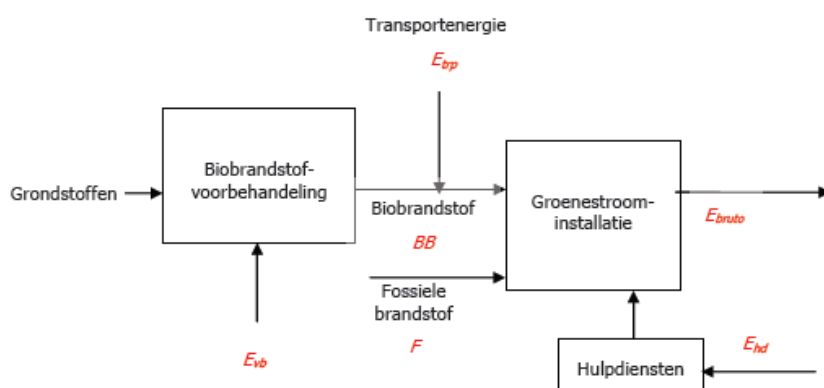 Transportenergie
E_trp
Biobrandstof-
voorbehandeling
Grondstoffen
Biobrandstof
BB
Groenestroom-
installatie
E_bruto
Fossiele
brandstof
F
E_vb
E_hd
Hulpdiensten